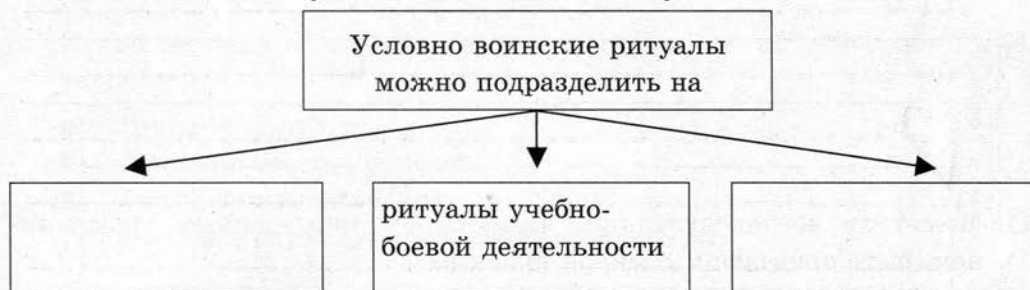 Условно воинские ритуалы
можно подразделить на
ритуалы учебно-
боевой деятельности